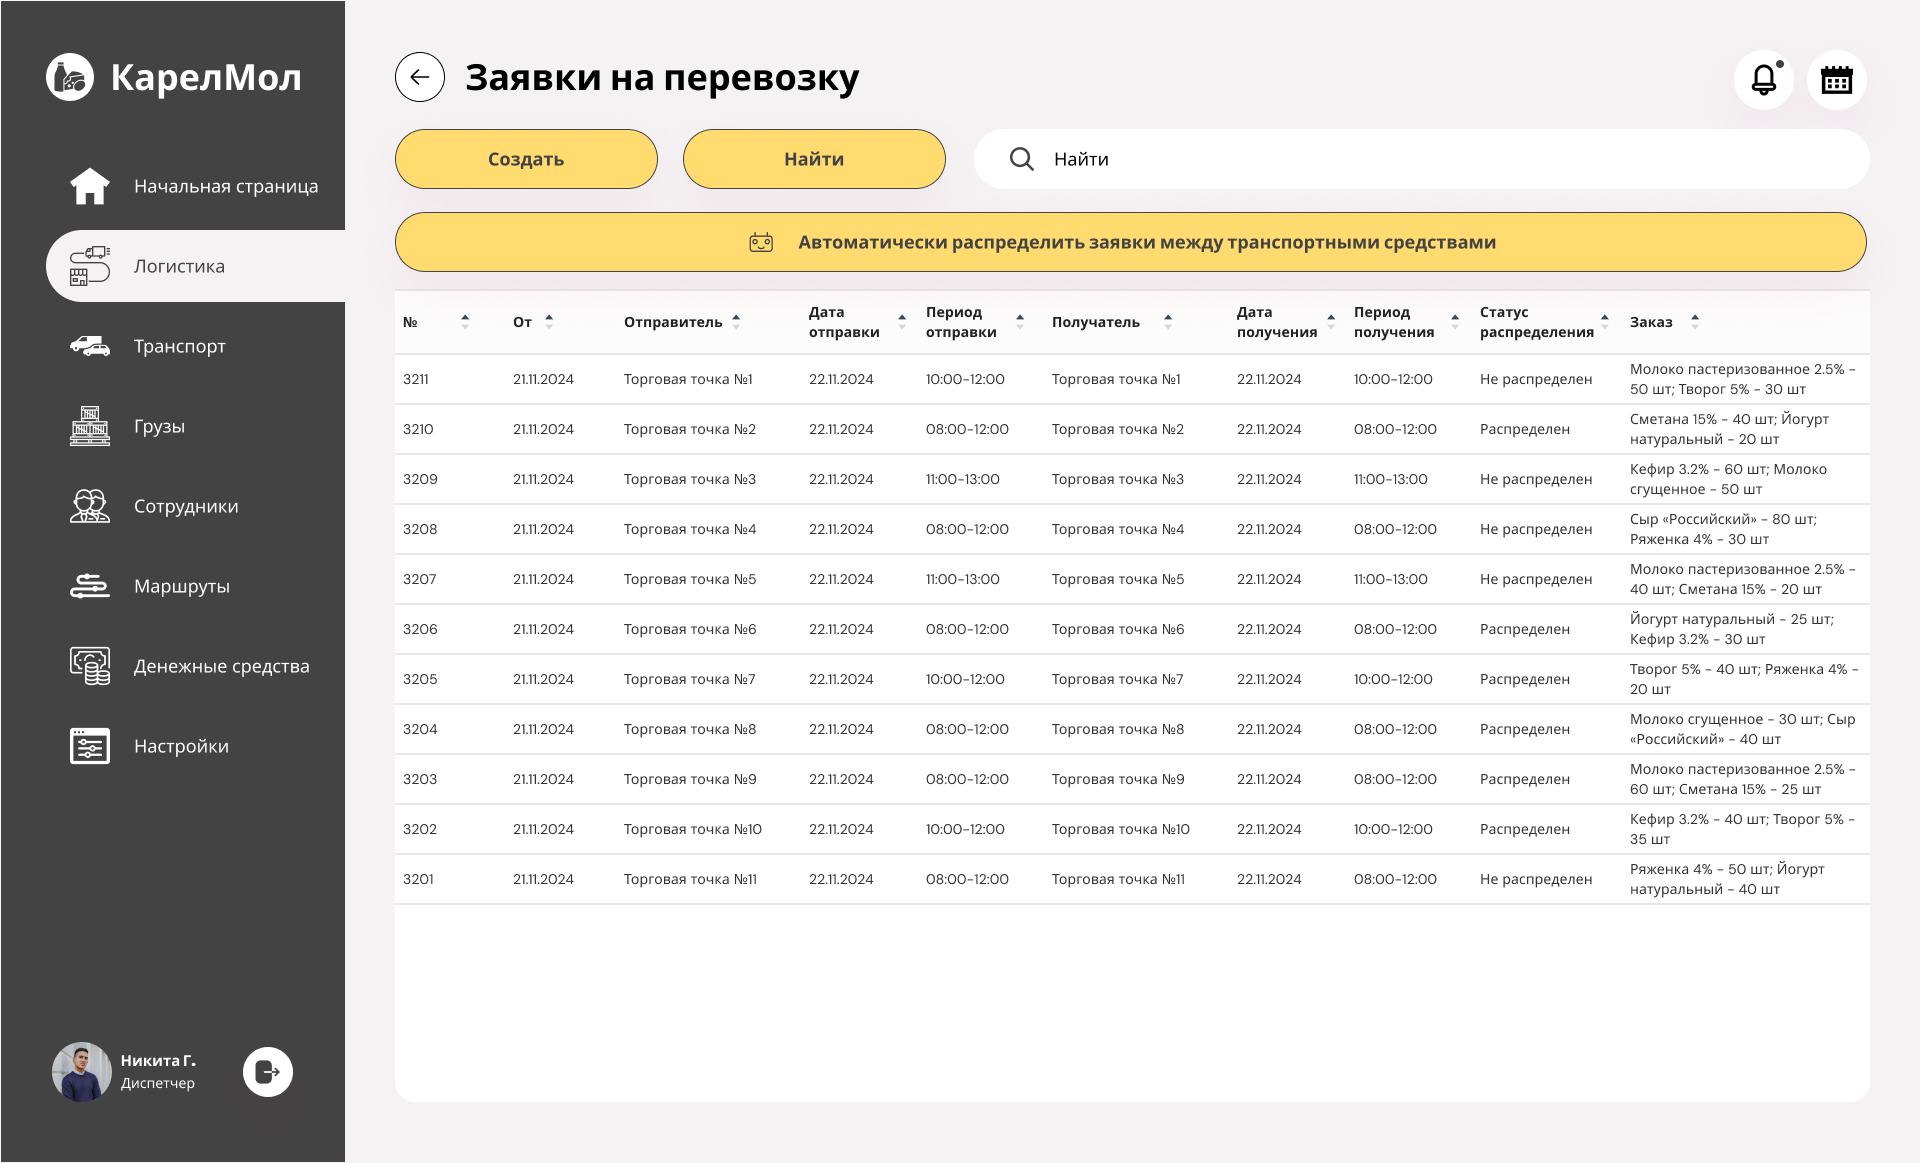 КарелМол
Начальная страница
Логистика
Транспорт
Грузы
Сотрудники
Маршруты
Денежные средства
Настройки
Никита Г.
Диспетчер
Заявки на перевозку
Создать
Найти
Найти
Автоматически распределить заявки между транспортными средствами
№ От Отправитель Дата отправки Период отправки Получатель Дата получения Период получения Статус распределения Заказ
3211 21.11.2024 Торговая точка №1 22.11.2024 10:00-12:00 Торговая точка №1 22.11.2024 10:00-12:00 Не распределен Молоко пастеризованное 2.5% -
50 шт; Творог 5% - 30 шт
3210 21.11.2024 Торговая точка №2 22.11.2024 08:00-12:00 Торговая точка №2 22.11.2024 08:00-12:00 Распределен Сметана 15% - 40 шт; Йогурт
натуральный - 20 шт
3209 21.11.2024 Торговая точка №3 22.11.2024 11:00-13:00 Торговая точка №3 22.11.2024 11:00-13:00 Не распределен Кефир 3.2% - 60 шт; Молоко
сгущенное - 50 шт
3208 21.11.2024 Торговая точка №4 22.11.2024 08:00-12:00 Торговая точка №4 22.11.2024 08:00-12:00 Не распределен Сыр «Российский» - 80 шт;
Ряженка 4% - 30 шт
3207 21.11.2024 Торговая точка №5 22.11.2024 11:00-13:00 Торговая точка №5 22.11.2024 11:00-13:00 Не распределен Молоко пастеризованное 2.5% -
40 шт; Сметана 15% - 20 шт
3206 21.11.2024 Торговая точка №6 22.11.2024 08:00-12:00 Торговая точка №6 22.11.2024 08:00-12:00 Распределен Йогурт натуральный - 25 шт;
Кефир 3.2% - 30 шт
3205 21.11.2024 Торговая точка №7 22.11.2024 10:00-12:00 Торговая точка №7 22.11.2024 10:00-12:00 Распределен Творог 5% - 40 шт; Ряженка 4% -
20 шт
3204 21.11.2024 Торговая точка №8 22.11.2024 08:00-12:00 Торговая точка №8 22.11.2024 08:00-12:00 Распределен Молоко сгущенное - 30 шт; Сыр
«Российский» - 40 шт
3203 21.11.2024 Торговая точка №9 22.11.2024 08:00-12:00 Торговая точка №9 22.11.2024 08:00-12:00 Распределен Молоко пастеризованное 2.5% -
60 шт; Сметана 15% - 25 шт
3202 21.11.2024 Торговая точка №10 22.11.2024 10:00-12:00 Торговая точка №10 22.11.2024 10:00-12:00 Распределен Кефир 3.2% - 40 шт; Творог 5% -
35 шт
3201 21.11.2024 Торговая точка №11 22.11.2024 08:00-12:00 Торговая точка №11 22.11.2024 08:00-12:00 Не распределен Ряженка 4% - 50 шт; Йогурт
натуральный - 40 шт